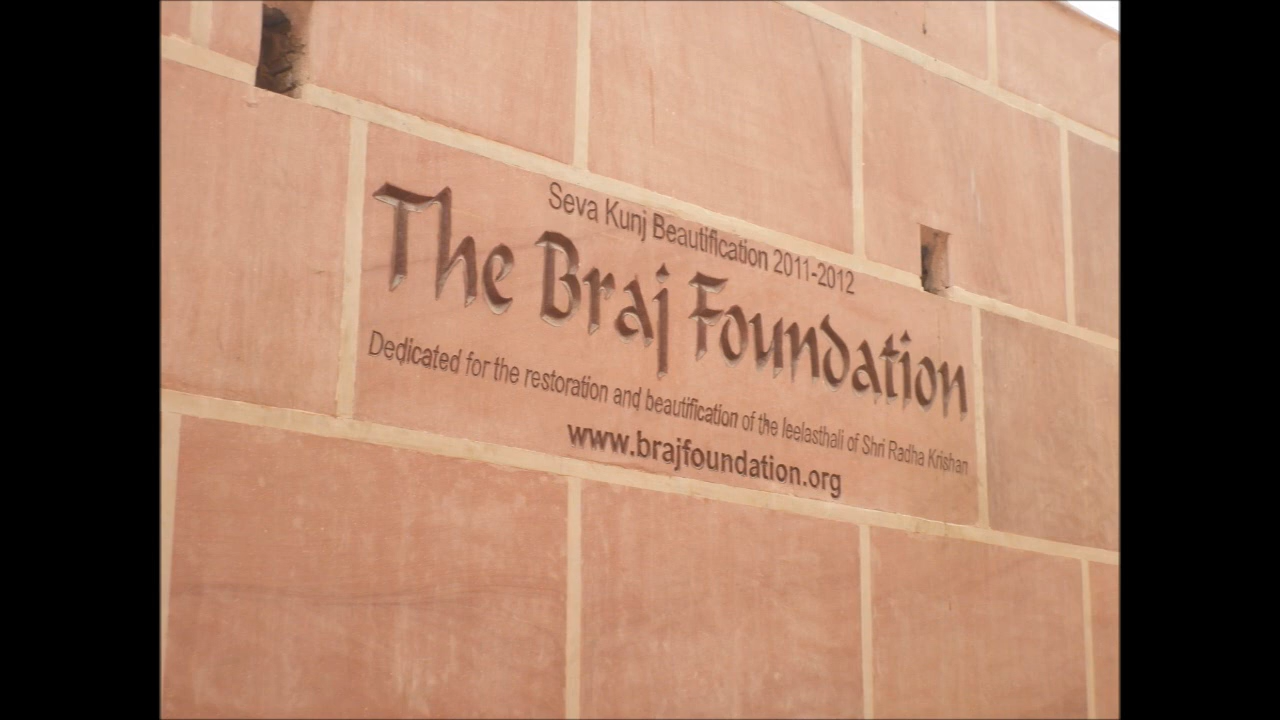 Seva Kunj Beautification 2011-2012
The Braj Foundation
Dedicated for the restoration and beautification of the leelasthali of Shri Radha Krishan
www.brajfoundation.org